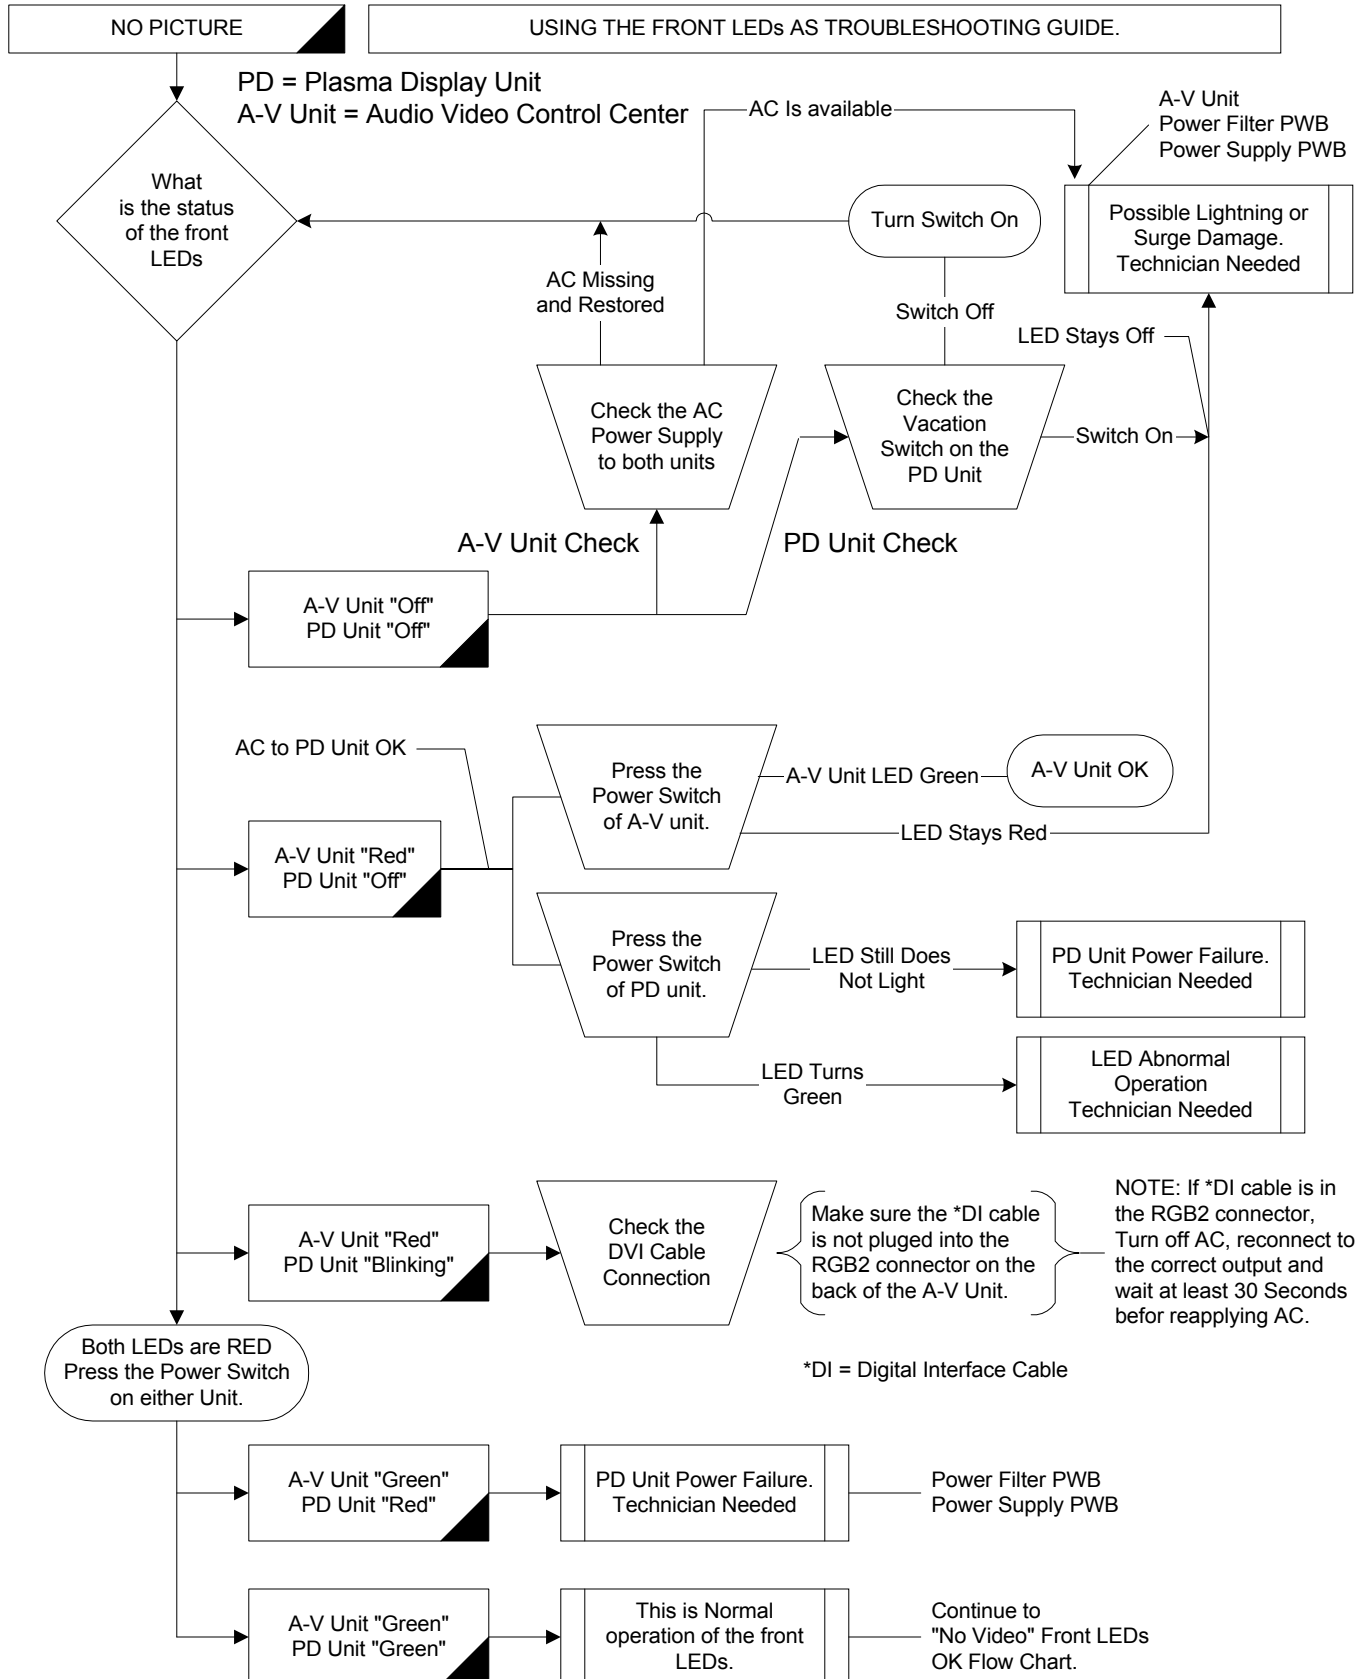 NO PICTURE
USING THE FRONT LEDs AS TROUBLESHOOTING GUIDE.
PD = Plasma Display Unit
A-V Unit = Audio Video Control Center
AC Is available
A-V Unit
Power Filter PWB
Power Supply PWB
What
is the status
of the front
LEDs
Turn Switch On
Possible Lightning or
Surge Damage.
Technician Needed
AC Missing
and Restored
Switch Off
LED Stays Off
Check the AC
Power Supply
to both units
Check the
Vacation
Switch on the
PD Unit
Switch On
A-V Unit Check
PD Unit Check
A-V Unit "Off"
PD Unit "Off"
AC to PD Unit OK
Press the
Power Switch
of A-V unit.
A-V Unit LED Green
A-V Unit OK
LED Stays Red
A-V Unit "Red"
PD Unit "Off"
Press the
Power Switch
of PD unit.
LED Still Does
Not Light
PD Unit Power Failure.
Technician Needed
LED Turns
Green
LED Abnormal
Operation
Technician Needed
A-V Unit "Red"
PD Unit "Blinking"
Check the
DVI Cable
Connection
Make sure the *DI cable
is not pluged into the
RGB2 connector on the
back of the A-V Unit.
NOTE: If *DI cable is in
the RGB2 connector,
Turn off AC, reconnect to
the correct output and
wait at least 30 Seconds
befor reapplying AC.
Both LEDs are RED
Press the Power Switch
on either Unit.
*DI = Digital Interface Cable
A-V Unit "Green"
PD Unit "Red"
PD Unit Power Failure.
Technician Needed
Power Filter PWB
Power Supply PWB
A-V Unit "Green"
PD Unit "Green"
This is Normal
operation of the front
LEDs.
Continue to
"No Video" Front LEDs
OK Flow Chart.